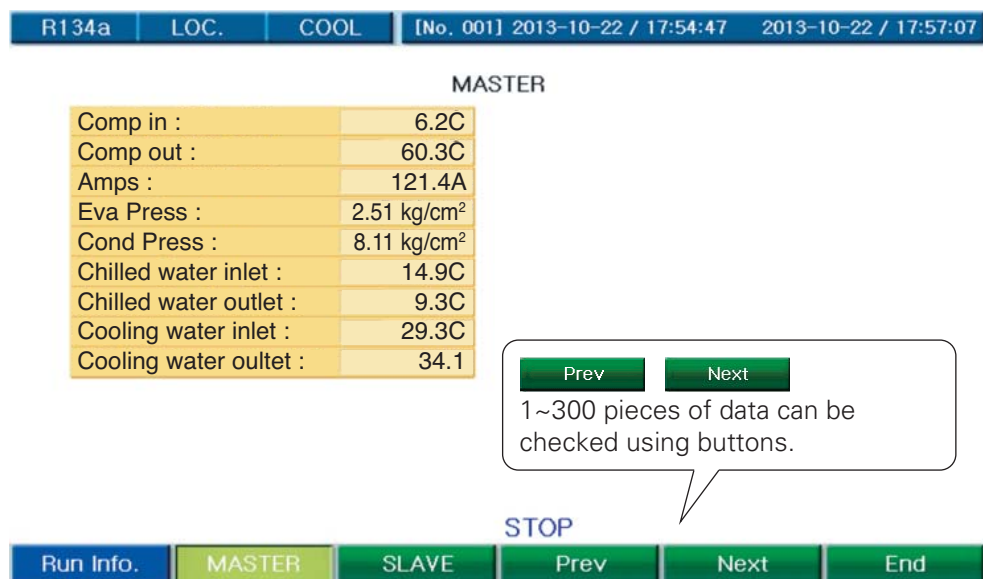 R134a LOC. COOL [No. 001] 2013-10-22 / 17:54:47 2013-10-22 / 17:57:07
MASTER
Comp in : 6.2C
Comp out : 60.3C
Amps : 121.4A
Eva Press : 2.51 kg/cm²
Cond Press : 8.11 kg/cm²
Chilled water inlet : 14.9C
Chilled water outlet : 9.3C
Cooling water inlet : 29.3C
Cooling water oultet : 34.1
Prev Next
1~300 pieces of data can be
checked using buttons.
STOP
Run Info. MASTER SLAVE Prev Next End